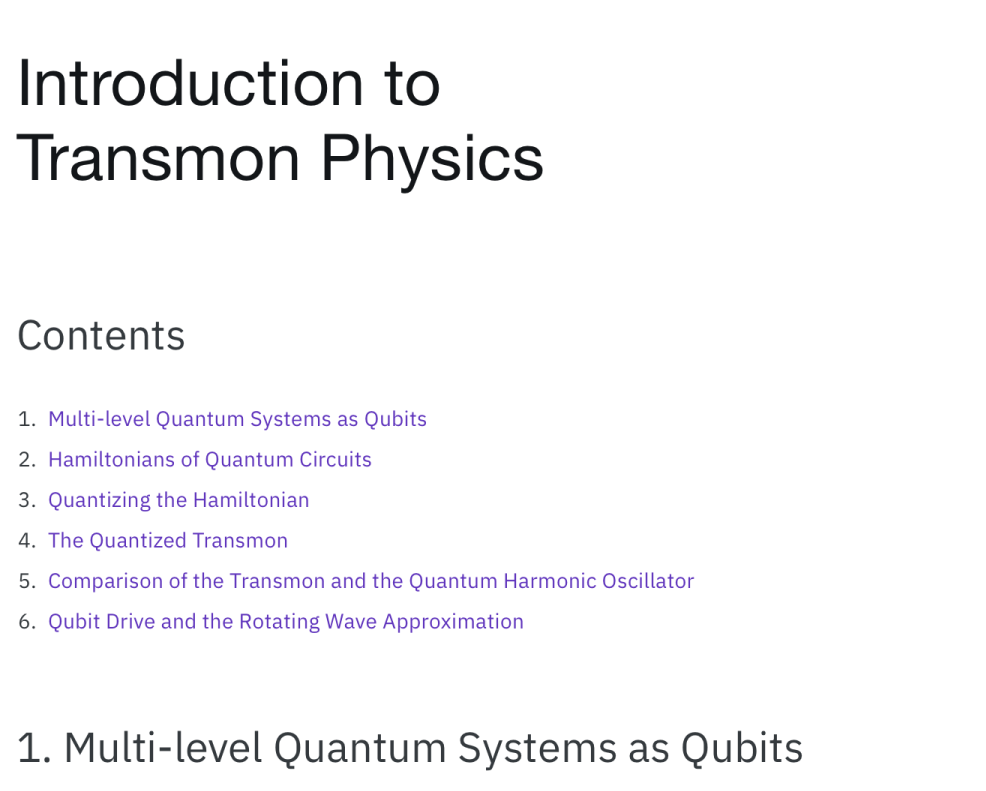 Introduction to
Transmon Physics
Contents
1. Multi-level Quantum Systems as Qubits
2. Hamiltonians of Quantum Circuits
3. Quantizing the Hamiltonian
4. The Quantized Transmon
5. Comparison of the Transmon and the Quantum Harmonic Oscillator
6. Qubit Drive and the Rotating Wave Approximation
1. Multi-level Quantum Systems as Qubits